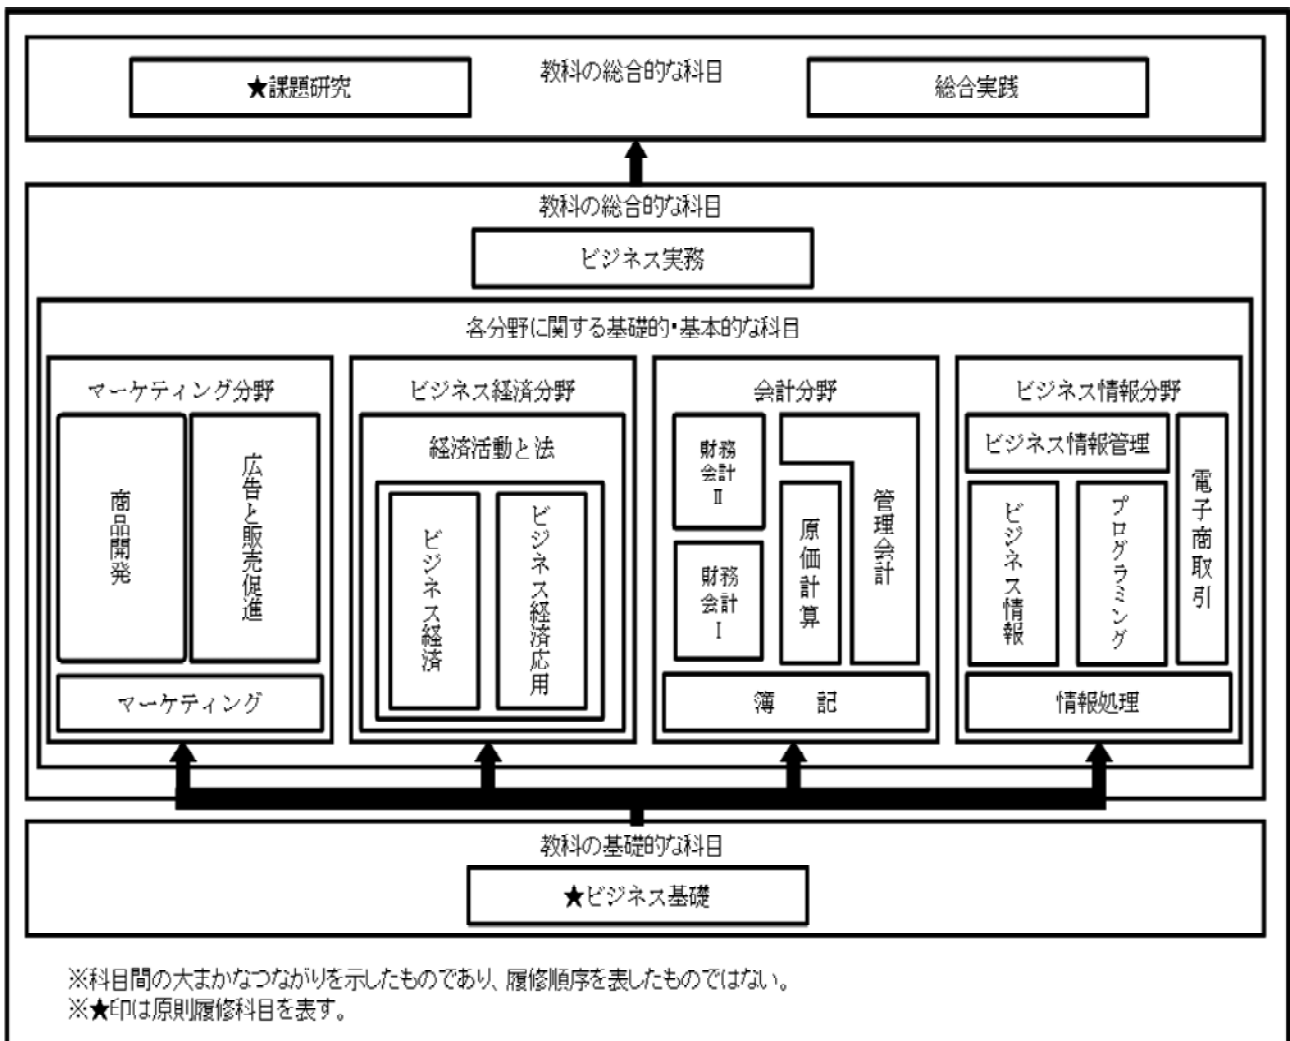 教科の総合的な科目
★課題研究
総合実践
教科の総合的な科目
ビジネス実務
各分野に関する基礎的・基本的な科目
マーケティング分野
商品開発
広告と販売促進
マーケティング
ビジネス経済分野
経済活動と法
ビジネス経済
ビジネス経済応用
会計分野
財務
会計
Ⅱ
財務
会計
Ⅰ
原価計算
管理会計
簿　記
ビジネス情報分野
ビジネス情報管理
ビジネス情報
プログラミング
電子商取引
情報処理
教科の基礎的な科目
★ビジネス基礎
※科目間の大まかなつながりを示したものであり、履修順序を表したものではない。
※★印は原則履修科目を表す。